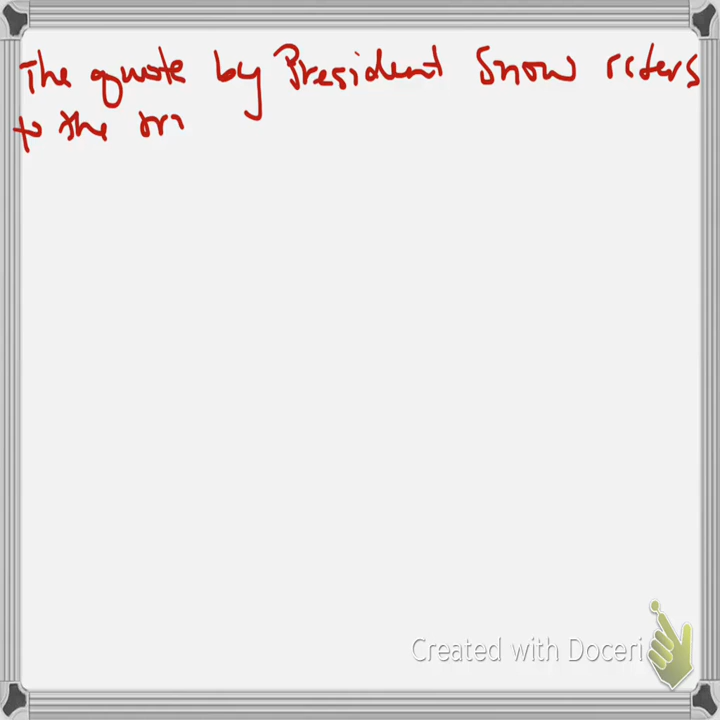 The quote by President Snow refers
to the
Created with Doceri